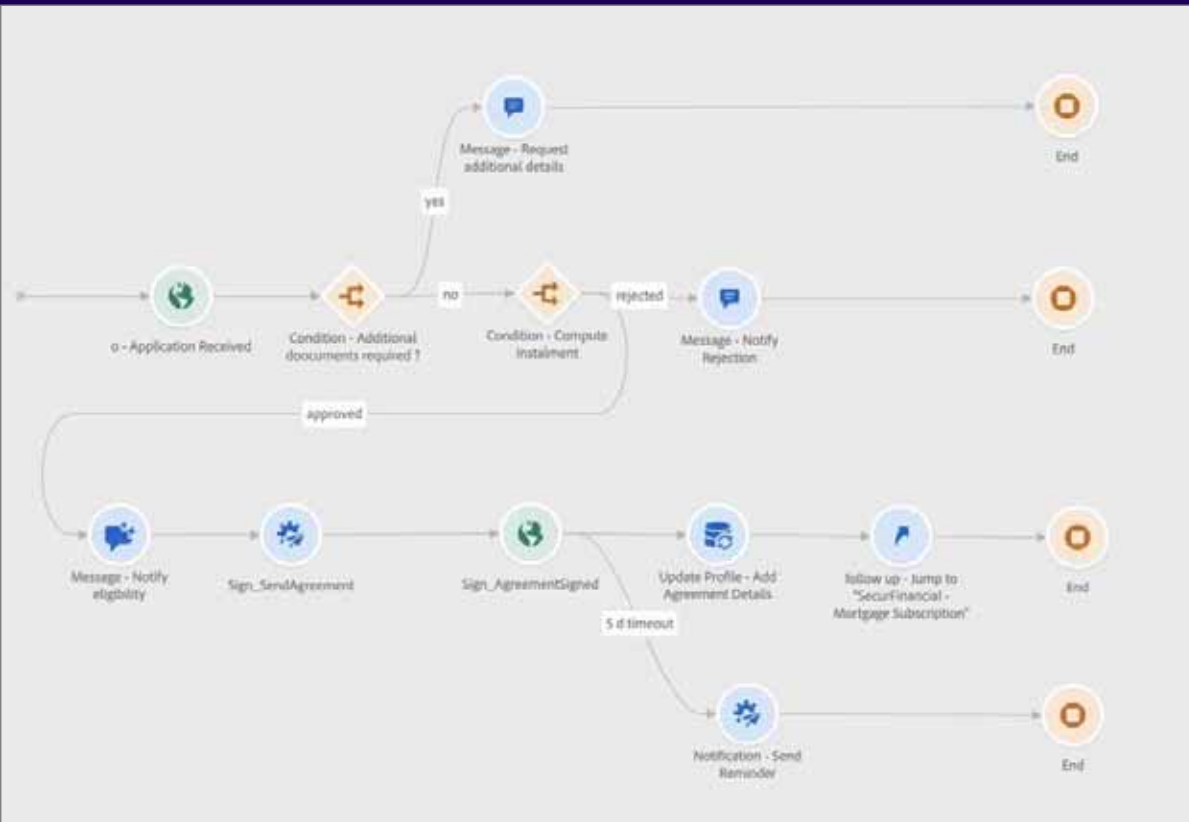 Message - Request
additional details
End
yes
no
rejected
o - Application Received
Condition - Additional
doocuments required ?
Condition - Compute
Instalment
Message - Notify
Rejection
End
approved
Message - Notify
eligibility
Sign_SendAgreement
Sign_AgreementSigned
Update Profile - Add
Agreement Details
follow up - Jump to
"SecurFinancial -
Mortgage Subscription"
End
5 d timeout
Notification - Send
Reminder
End